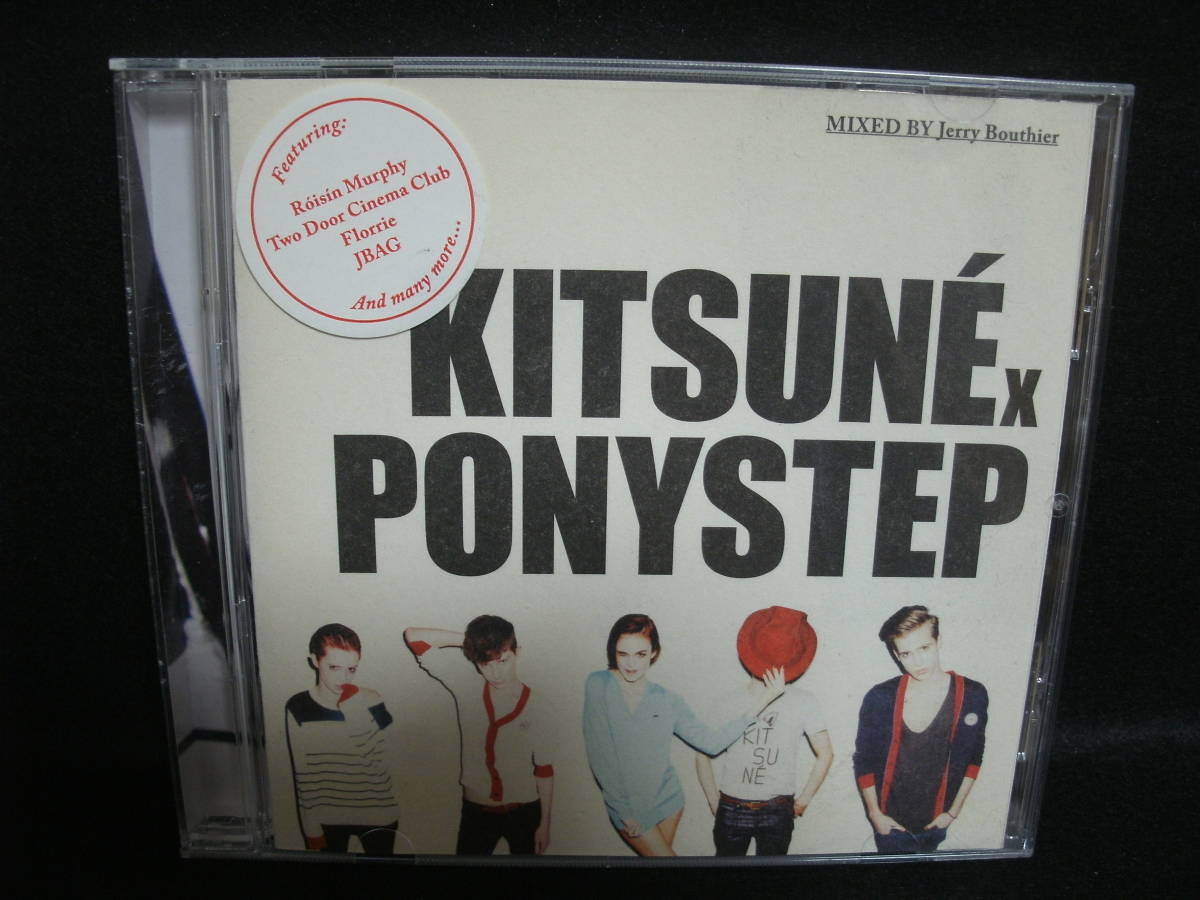 Featuring:
Róisín Murphy
Two Door Cinema Club
Florrie
JBAG
And many more...
MIXED BY Jerry Bouthier
KITSUNÉ x
PONYSTEP
KIT
SU
NÉ